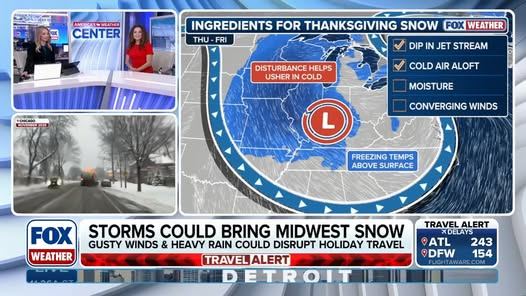 AMERICA'S WEATHER
CENTER
CHICAGO
INGREDIENTS FOR THANKSGIVING SNOW
FOX WEATHER
THU - FRI
DISTURBANCE HELPS
USHER IN COLD
L
FREEZING TEMPS
ABOVE SURFACE
DIP IN JET STREAM
COLD AIR ALOFT
MOISTURE
CONVERGING WINDS
FOX
WEATHER
STORMS COULD BRING MIDWEST SNOW
GUSTY WINDS & HEAVY RAIN COULD DISRUPT HOLIDAY TRAVEL
TRAVEL ALERT
TRAVEL ALERT
DELAYS
ATL 243
DFW 154
FLIGHTAWARE.COM
DETROIT